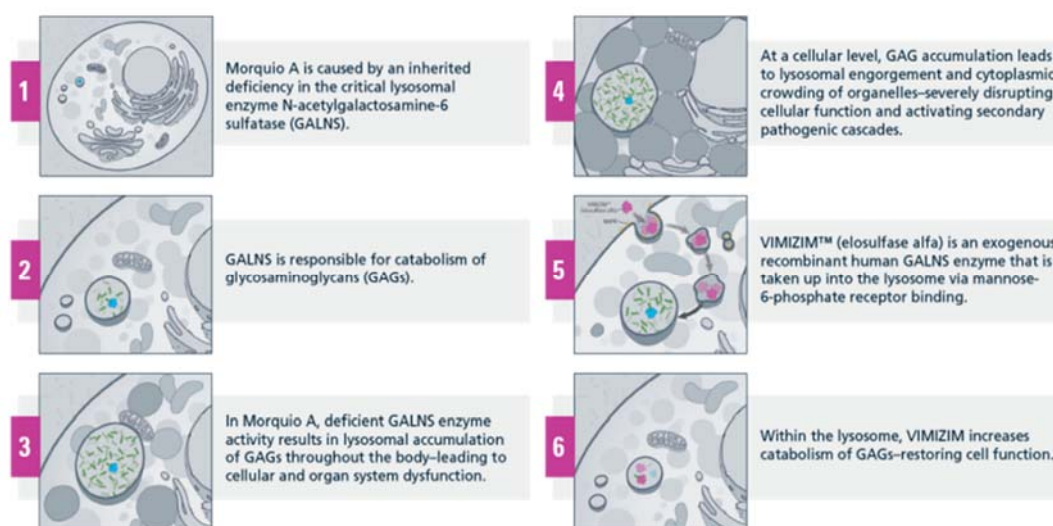 1
Morquio A is caused by an inherited
deficiency in the critical lysosomal
enzyme N-acetylgalactosamine-6
sulfatase (GALNS).
2
GALNS is responsible for catabolism of
glycosaminoglycans (GAGs).
3
In Morquio A, deficient GALNS enzyme
activity results in lysosomal accumulation
of GAGs throughout the body–leading to
cellular and organ system dysfunction.
4
At a cellular level, GAG accumulation leads
to lysosomal engorgement and cytoplasmic
crowding of organelles–severely disrupting
cellular function and activating secondary
pathogenic cascades.
5
VIMIZIM™ (elosulfase alfa) is an exogenous
recombinant human GALNS enzyme that is
taken up into the lysosome via mannose-
6-phosphate receptor binding.
6
Within the lysosome, VIMIZIM increases
catabolism of GAGs–restoring cell function.